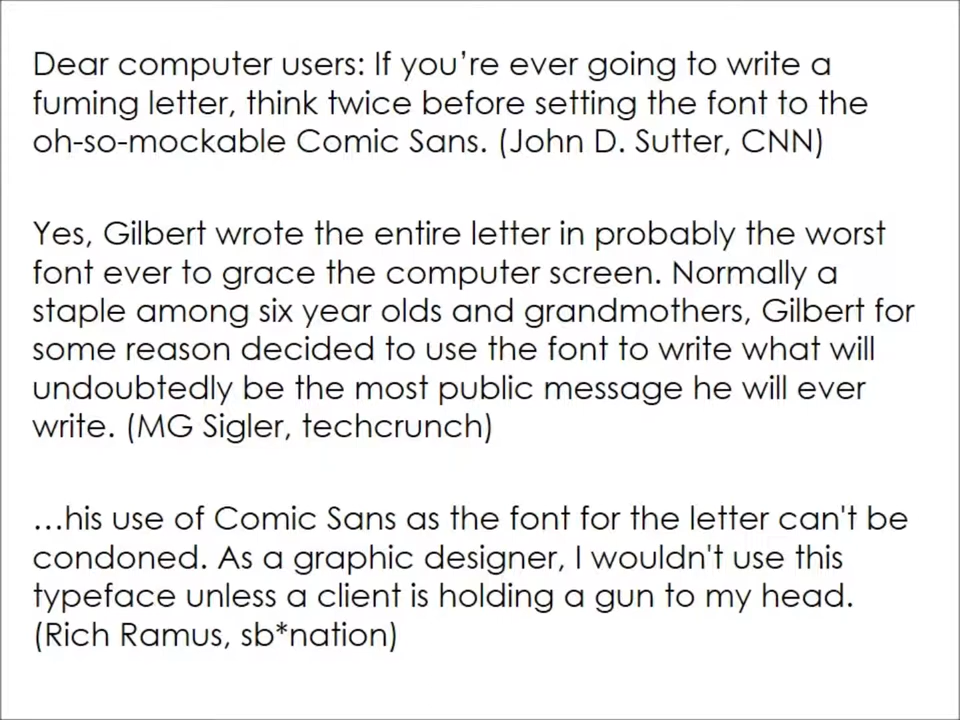 Dear computer users: If you’re ever going to write a
fuming letter, think twice before setting the font to the
oh-so-mockable Comic Sans. (John D. Sutter, CNN)
Yes, Gilbert wrote the entire letter in probably the worst
font ever to grace the computer screen. Normally a
staple among six year olds and grandmothers, Gilbert for
some reason decided to use the font to write what will
undoubtedly be the most public message he will ever
write. (MG Sigler, techcrunch)
…his use of Comic Sans as the font for the letter can't be
condoned. As a graphic designer, I wouldn't use this
typeface unless a client is holding a gun to my head.
(Rich Ramus, sb*nation)